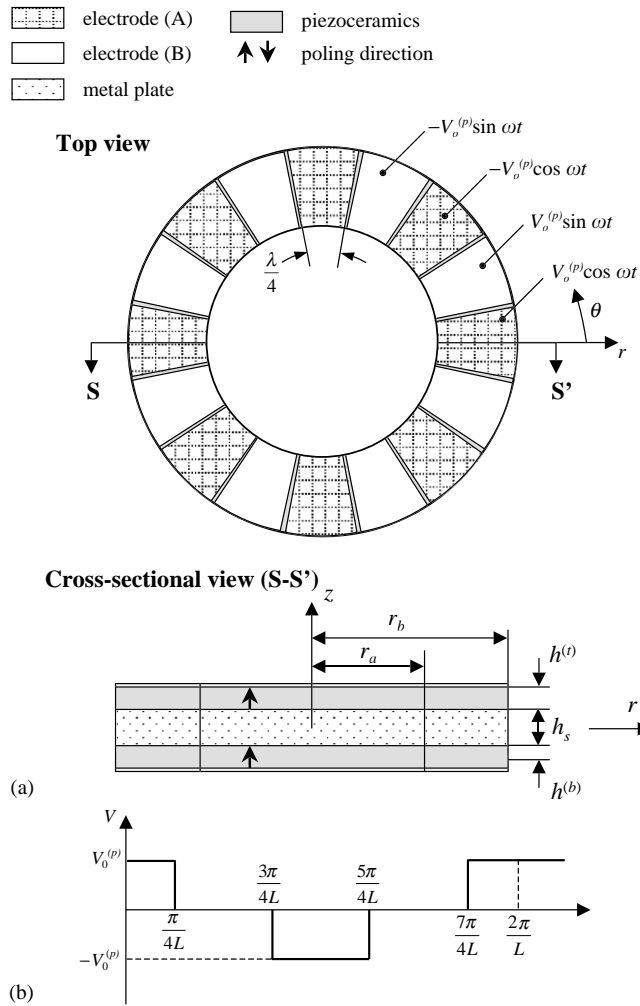 electrode (A)
piezoceramics
electrode (B)
poling direction
metal plate
Top view
−V_o^(p)sin ωt
−V_o^(p)cos ωt
V_o^(p)sin ωt
V_o^(p)cos ωt
λ/4
θ
r
S
S'
Cross-sectional view (S-S')
z
r_b
r_a
h^(t)
r
h_s
h^(b)
(a)
V
V_0^(p)
3π/4L
5π/4L
π/4L
7π/4L
2π/L
−V_0^(p)
(b)